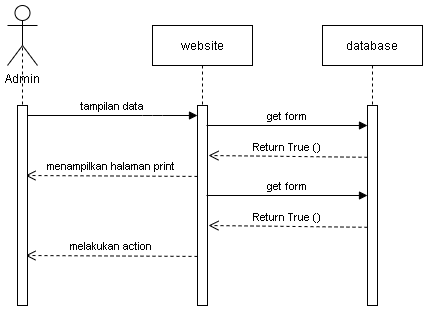 website
database
Admin
tampilan data
get form
Return True ()
menampilkan halaman print
get form
Return True ()
melakukan action